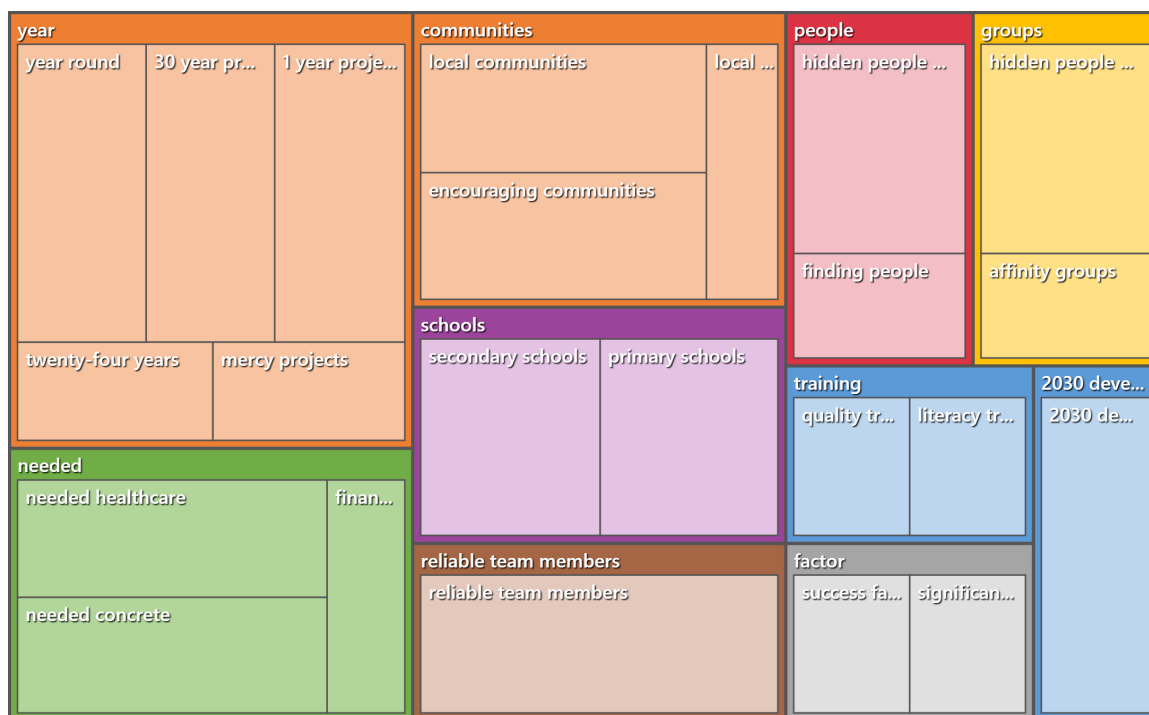 year
year round
30 year pr...
1 year proje...
twenty-four years
mercy projects
needed
needed healthcare
finan...
needed concrete
communities
local communities
local ...
encouraging communities
schools
secondary schools
primary schools
reliable team members
reliable team members
people
hidden people ...
finding people
groups
hidden people ...
affinity groups
training
quality tr...
literacy tr...
2030 deve...
2030 de...
factor
success fa...
significan...